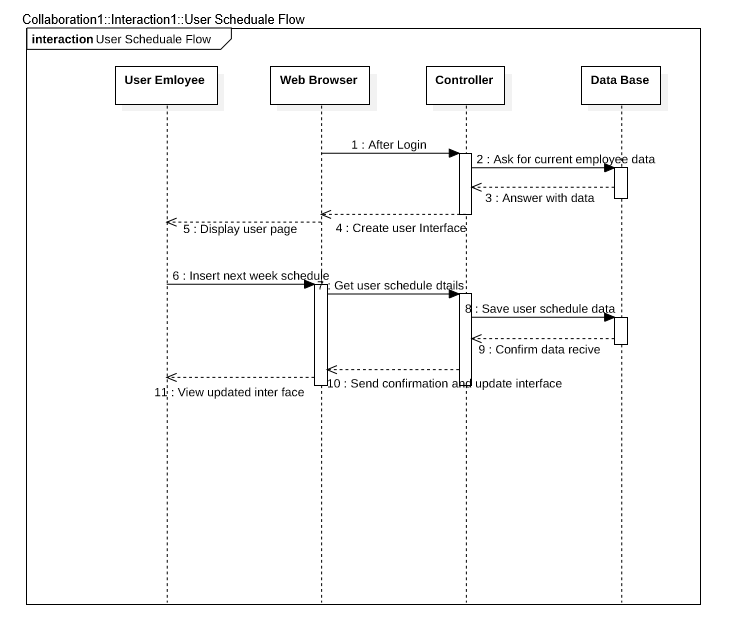 Collaboration1::Interaction1::User Scheduale Flow
interaction User Scheduale Flow
User Emloyee
Web Browser
Controller
Data Base
1 : After Login
2 : Ask for current employee data
3 : Answer with data
4 : Create user Interface
5 : Display user page
6 : Insert next week schedule
7 : Get user schedule dtails
8 : Save user schedule data
9 : Confirm data recive
10 : Send confirmation and update interface
11 : View updated inter face